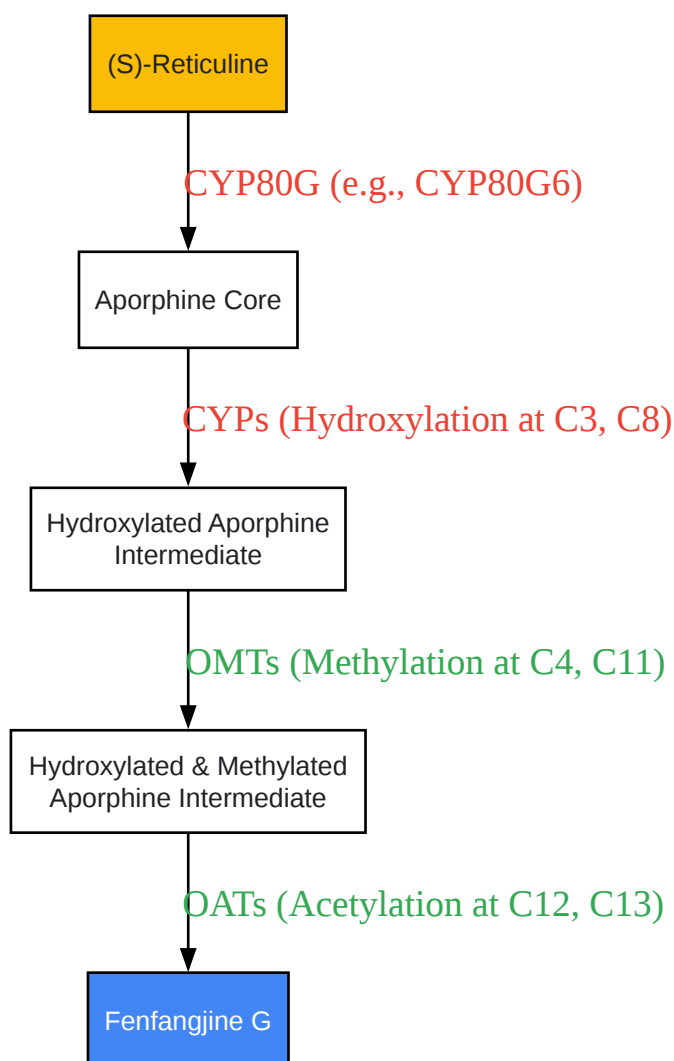 (S)-Reticuline
CYP80G (e.g., CYP80G6)
Aporphine Core
CYPs (Hydroxylation at C3, C8)
Hydroxylated Aporphine
Intermediate
OMTs (Methylation at C4, C11)
Hydroxylated & Methylated
Aporphine Intermediate
OATs (Acetylation at C12, C13)
Fenfangjine G